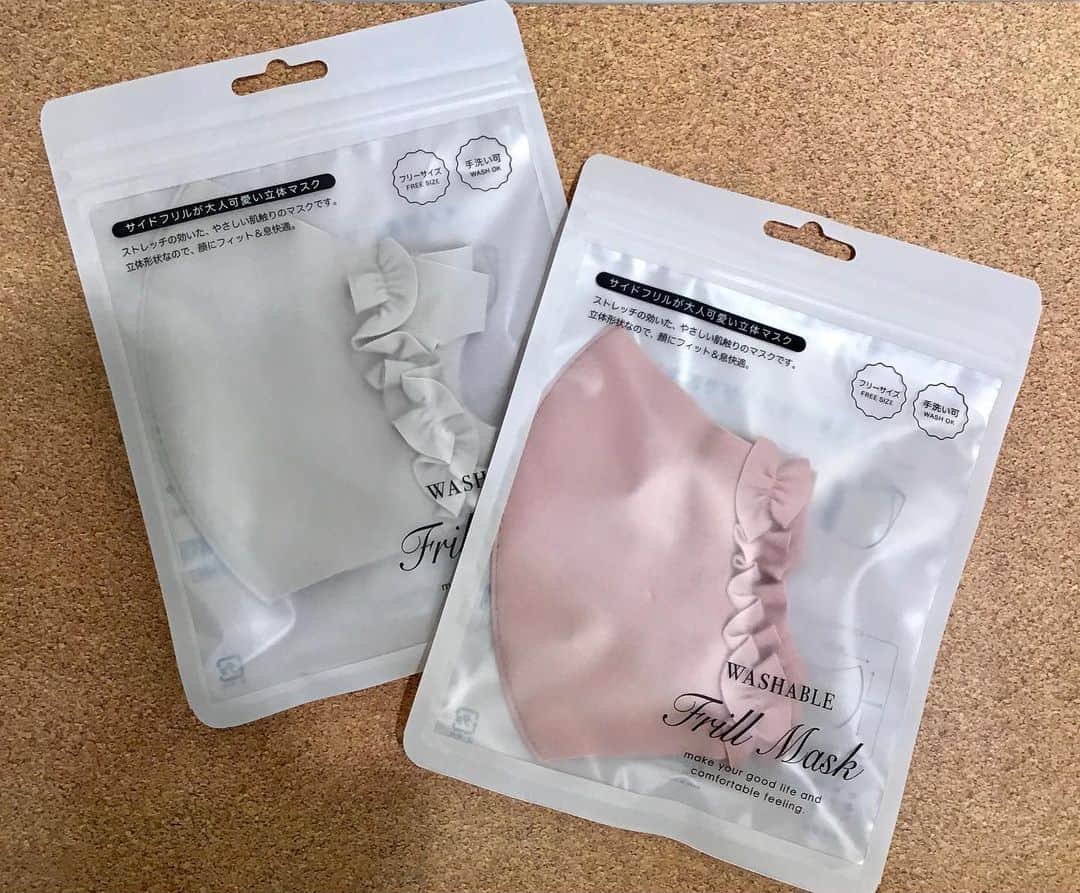 フリーサイズ
FREE SIZE
手洗い可
WASH OK
サイドフリルが大人可愛い立体マスク
ストレッチの効いた、やさしい肌触りのマスクです。
立体形状なので、顔にフィット&息快適。
WASH
Fril
サイドフリルが大人可愛い立体マスク
ストレッチの効いた、やさしい肌触りのマスクです。
立体形状なので、顔にフィット&息快適。
フリーサイズ
FREE SIZE
手洗い可
WASH OK
WASHABLE
Frill Mask
make your good life and
comfortable feeling.